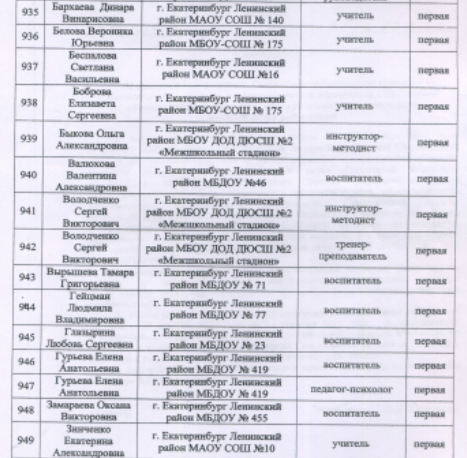 935 Бархаева Динара г. Екатеринбург Ленинский учитель первая
Винарисовна район МАОУ СОШ № 140
936 Белова Вероника г. Екатеринбург Ленинский учитель первая
Юрьевна район МБОУ-СОШ № 175
937 Беспалова г. Екатеринбург Ленинский учитель первая
Светлана район МАОУ СОШ №16
Васильевна
938 Боброва г. Екатеринбург Ленинский учитель первая
Елизавета район МБОУ-СОШ № 175
Сергеевна
939 Быкова Ольга г. Екатеринбург Ленинский инструктор- первая
Александровна район МБОУ ДОД ДЮСШ №2 методист
«Межшкольный стадион»
940 Валюхова г. Екатеринбург Ленинский воспитатель первая
Валентина район МБДОУ №46
Александровна
941 Володченко г. Екатеринбург Ленинский инструктор- первая
Сергей район МБОУ ДОД ДЮСШ №2 методист
Викторович «Межшкольный стадион»
942 Володченко г. Екатеринбург Ленинский тренер- первая
Сергей район МБОУ ДОД ДЮСШ №2 преподаватель
Викторович «Межшкольный стадион»
943 Вырышева Тамара г. Екатеринбург Ленинский воспитатель первая
Григорьевна район МБДОУ № 71
944 Гейцман г. Екатеринбург Ленинский воспитатель первая
Людмила район МБДОУ № 77
Владимировна
945 Глазырина г. Екатеринбург Ленинский воспитатель первая
Любовь Сергеевна район МБДОУ № 23
946 Гурьева Елена г. Екатеринбург Ленинский воспитатель первая
Анатольевна район МБДОУ № 419
947 Гурьева Елена г. Екатеринбург Ленинский педагог-психолог первая
Анатольевна район МБДОУ № 419
948 Замараева Оксана г. Екатеринбург Ленинский воспитатель первая
Викторовна район МБДОУ № 455
949 Зинченко г. Екатеринбург Ленинский учитель первая
Екатерина район МАОУ СОШ №10
Александровна